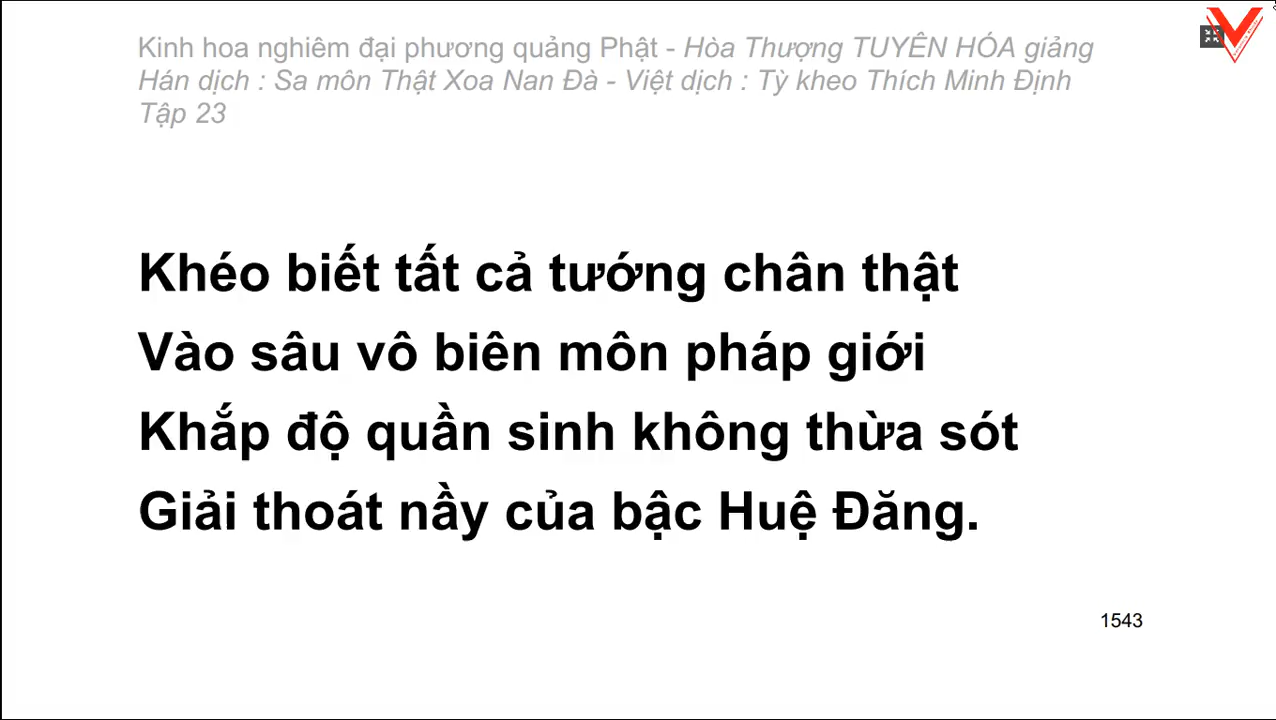 Kinh hoa nghiêm đại phương quảng Phật - Hòa Thượng TUYÊN HÓA giảng
Hán dịch : Sa môn Thật Xoa Nan Đà - Việt dịch : Tỳ kheo Thích Minh Định
Tập 23
Khéo biết tất cả tướng chân thật
Vào sâu vô biên môn pháp giới
Khắp độ quần sinh không thừa sót
Giải thoát nầy của bậc Huệ Đăng.
1543